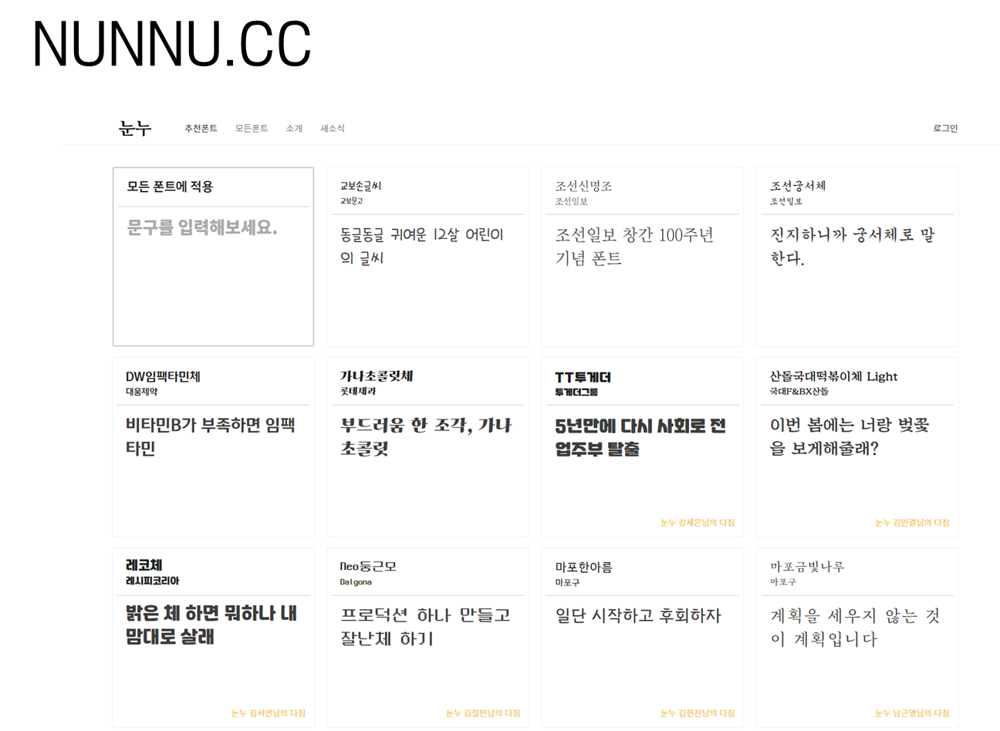 NUNNU.CC
눈누 추천폰트 모든폰트 소개 새소식 로그인
모든 폰트에 적용
문구를 입력해보세요.
교보손글씨
교보문고
동글동글 귀여운 12살 어린이
의 글씨
조선신명조
조선일보
조선일보 창간 100주년
기념 폰트
조선궁서체
조선일보
진지하니까 궁서체로 말
한다.
DW임팩타민체
대웅제약
비타민B가 부족하면 임팩
타민
가나초콜릿체
롯데제과
부드러움 한 조각, 가나
초콜릿
TT투게더
투게더그룹
5년만에 다시 사회로 전
업주부 탈출
눈누 강세은님의 다짐
산돌국대떡볶이체 Light
국대F&BX산돌
이번 봄에는 너랑 벚꽃
을 보게해줄래?
눈누 김민결님의 다짐
레코체
레시피코리아
밝은 체 하면 뭐하나 내
맘대로 살래
눈누 김서연님의 다짐
Neo둥근모
Dalgona
프로덕션 하나 만들고
잘난체 하기
눈누 김철민님의 다짐
마포한아름
마포구
일단 시작하고 후회하자
눈누 김현진님의 다짐
마포금빛나루
마포구
계획을 세우지 않는 것
이 계획입니다
눈누 남근영님의 다짐